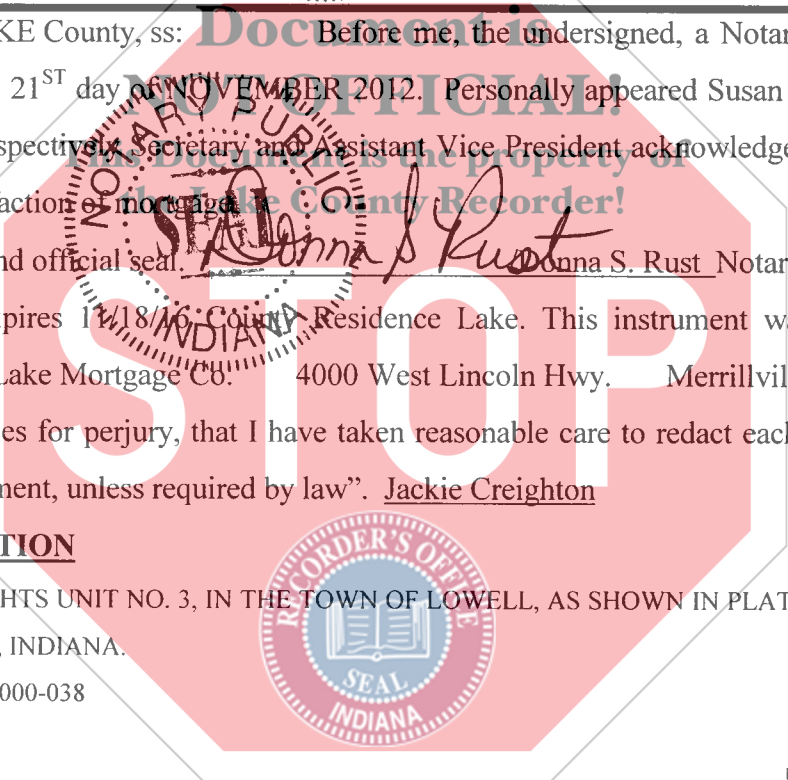 KE County, ss: Before me, the undersigned, a Notar
21ST day of NOVEMBER 2012. Personally appeared Susan
spectively Secretary and Assistant Vice President acknowledge
faction of mortgage.
nd official seal. Donna S Rust Donna S. Rust Notar
pires 11/18/16 County Residence Lake. This instrument wa
Lake Mortgage Co. 4000 West Lincoln Hwy. Merrillvil
es for perjury, that I have taken reasonable care to redact each
ment, unless required by law”. Jackie Creighton
TION
HTS UNIT NO. 3, IN THE TOWN OF LOWELL, AS SHOWN IN PLAT
, INDIANA.
000-038
Document is
NOT OFFICIAL!
This Document is the property of
the Lake County Recorder!
STOP
NOTARY PUBLIC
SEAL
INDIANA
RECORDER'S OFFICE
SEAL
INDIANA